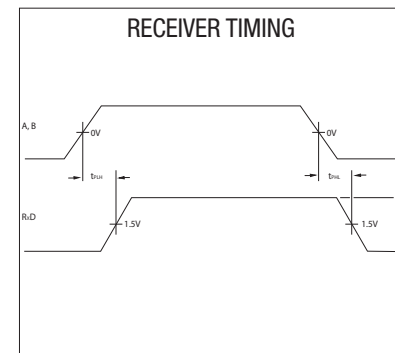 RECEIVER TIMING
A, B
0V
0V
tPLH
tPHL
RxD
1.5V
1.5V